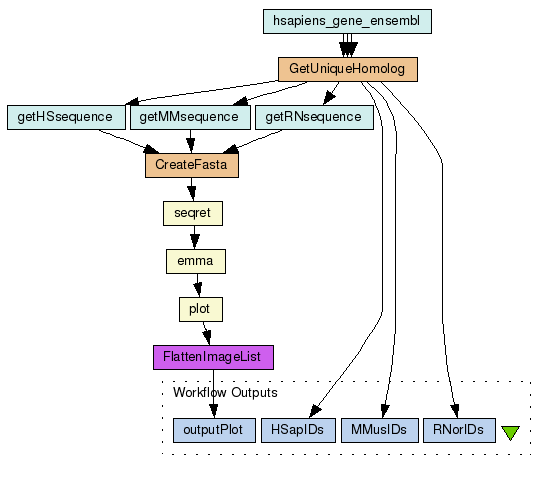 hsapiens_gene_ensembl
GetUniqueHomolog
getHSsequence getMMsequence getRNsequence
CreateFasta
seqret
emma
plot
FlattenImageList
Workflow Outputs
outputPlot HSapIDs MMusIDs RNorIDs